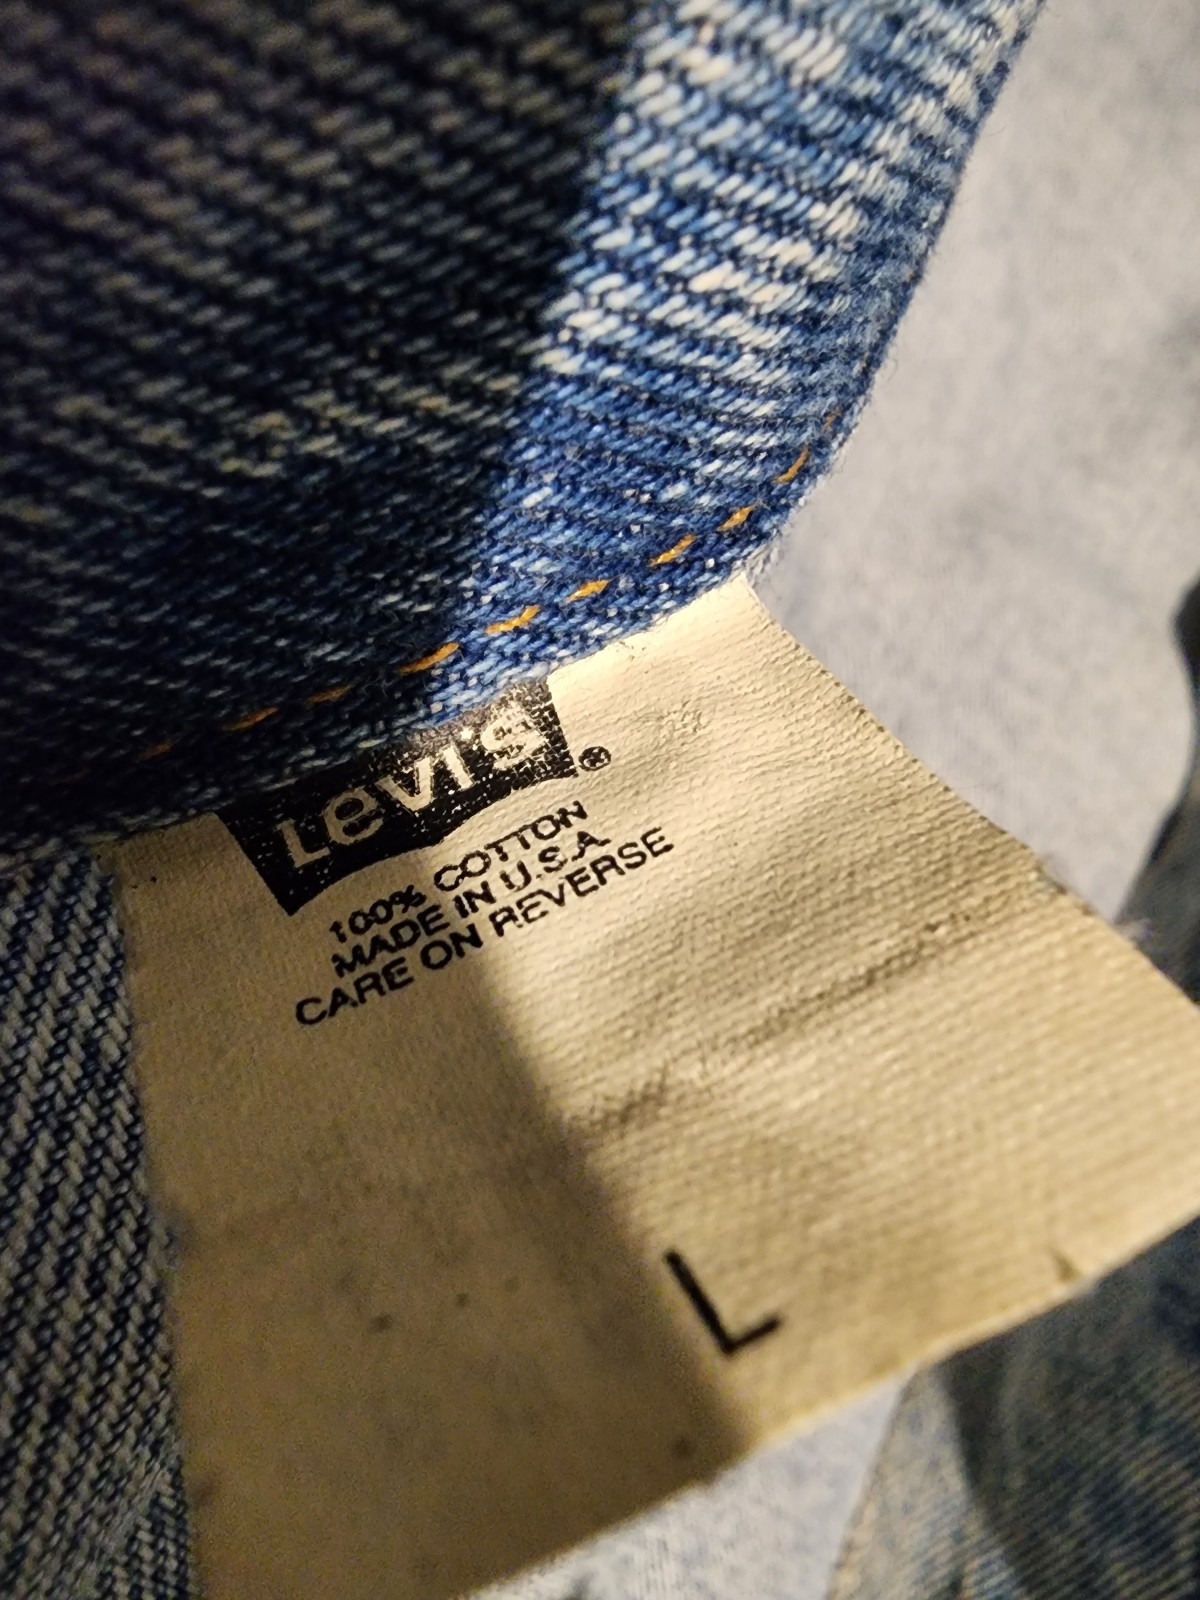 Levi's®
100% COTTON
MADE IN U.S.A
CARE ON REVERSE
L